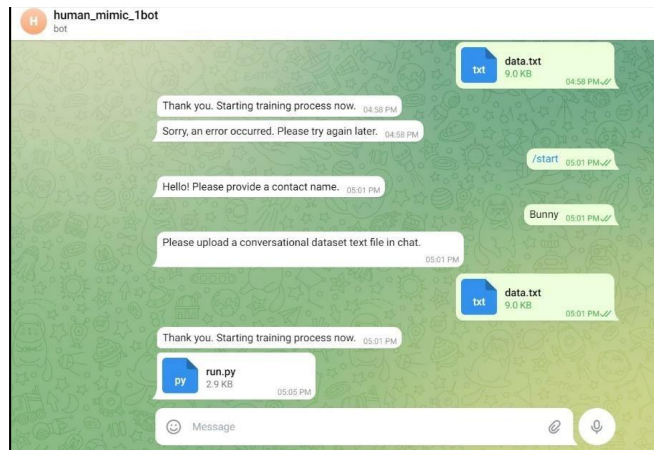 H
human_mimic_1bot
bot
txt
data.txt
9.0 KB
04:58 PM
Thank you. Starting training process now. 04:58 PM
Sorry, an error occurred. Please try again later. 04:58 PM
/start 05:01 PM
Hello! Please provide a contact name. 05:01 PM
Bunny 05:01 PM
Please upload a conversational dataset text file in chat.
05:01 PM
txt
data.txt
9.0 KB
05:01 PM
Thank you. Starting training process now. 05:01 PM
py
run.py
2.9 KB
05:05 PM
Message